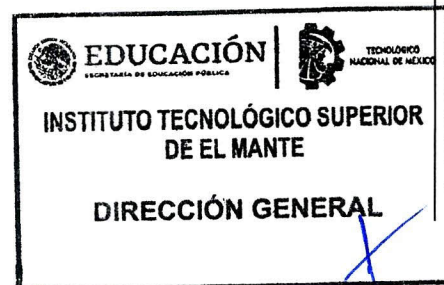 EDUCACIÓN
SECRETARÍA DE EDUCACIÓN PÚBLICA
TECNOLÓGICO
NACIONAL DE MÉXICO
INSTITUTO TECNOLÓGICO SUPERIOR
DE EL MANTE
DIRECCIÓN GENERAL